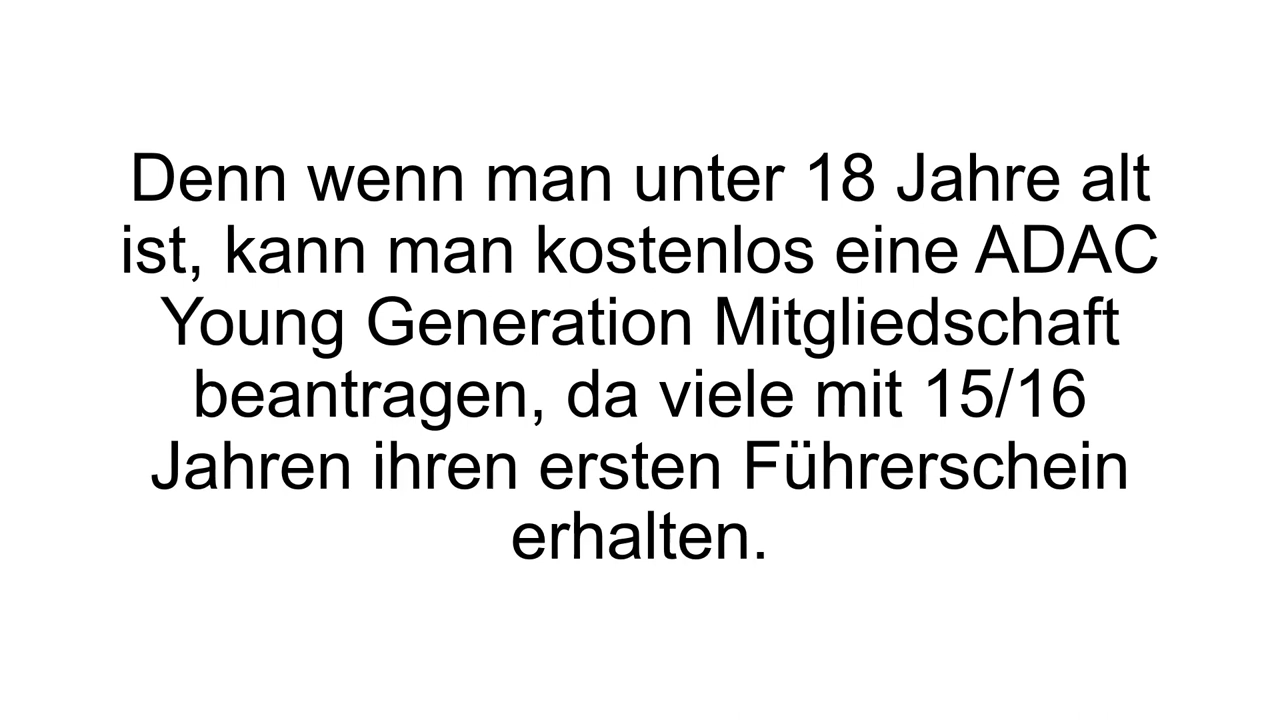 Denn wenn man unter 18 Jahre alt
ist, kann man kostenlos eine ADAC
Young Generation Mitgliedschaft
beantragen, da viele mit 15/16
Jahren ihren ersten Führerschein
erhalten.